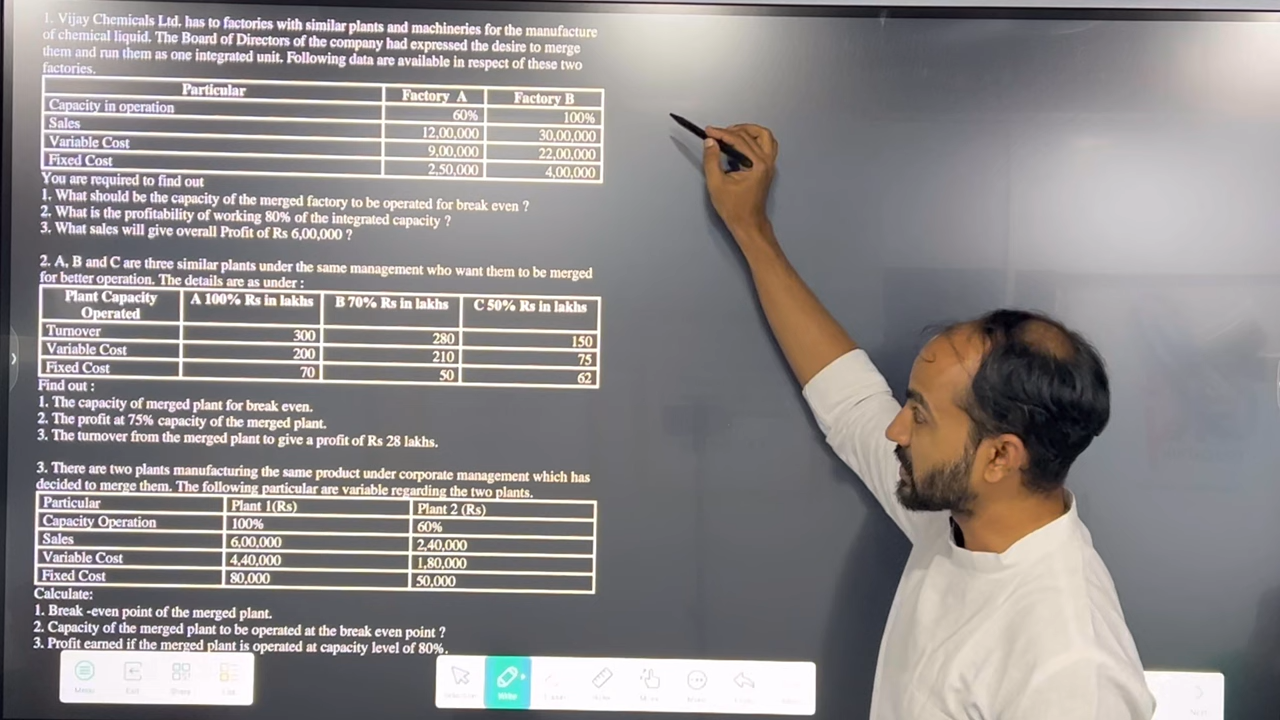 1. Vijay Chemicals Ltd. has to factories with similar plants and machineries for the manufacture
of chemical liquid. The Board of Directors of the company had expressed the desire to merge
them and run them as one integrated unit. Following data are available in respect of these two
factories.
Particular Factory A Factory B
Capacity in operation 60% 100%
Sales 12,00,000 30,00,000
Variable Cost 9,00,000 22,00,000
Fixed Cost 2,50,000 4,00,000
You are required to find out
1. What should be the capacity of the merged factory to be operated for break even ?
2. What is the profitability of working 80% of the integrated capacity ?
3. What sales will give overall Profit of Rs 6,00,000 ?
2. A, B and C are three similar plants under the same management who want them to be merged
for better operation. The details are as under :
Plant Capacity Operated A 100% Rs in lakhs B 70% Rs in lakhs C 50% Rs in lakhs
Turnover 300 280 150
Variable Cost 200 210 75
Fixed Cost 70 50 62
Find out :
1. The capacity of merged plant for break even.
2. The profit at 75% capacity of the merged plant.
3. The turnover from the merged plant to give a profit of Rs 28 lakhs.
3. There are two plants manufacturing the same product under corporate management which has
decided to merge them. The following particular are variable regarding the two plants.
Particular Plant 1(Rs) Plant 2 (Rs)
Capacity Operation 100% 60%
Sales 6,00,000 2,40,000
Variable Cost 4,40,000 1,80,000
Fixed Cost 80,000 50,000
Calculate:
1. Break -even point of the merged plant.
2. Capacity of the merged plant to be operated at the break even point ?
3. Profit earned if the merged plant is operated at capacity level of 80%.
Menu Exit Share
Write